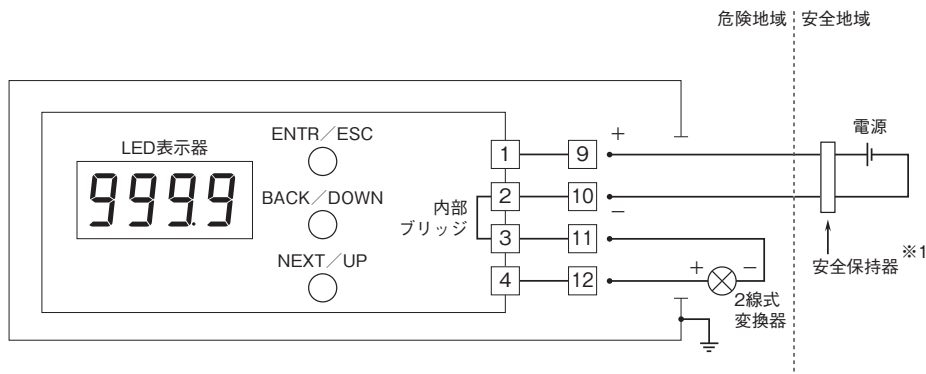 危険地域 安全地域
電源
ENTR／ESC
LED表示器
999.9
BACK／DOWN
NEXT／UP
内部
ブリッジ
1 9 +
2 10 −
3 11
4 12
+ −
2線式
変換器
安全保持器 ※1